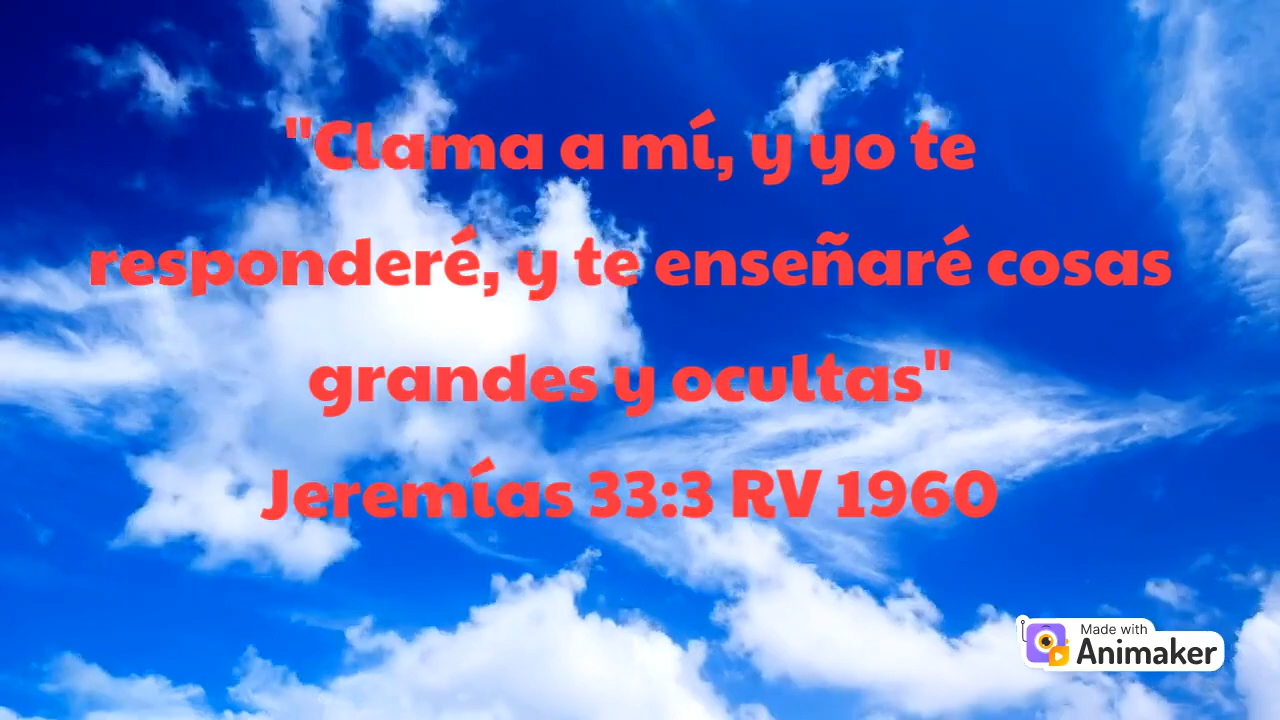 "Clama a mí, y yo te
responderé, y te enseñaré cosas
grandes y ocultas"
Jeremías 33:3 RV 1960
Made with
Animaker